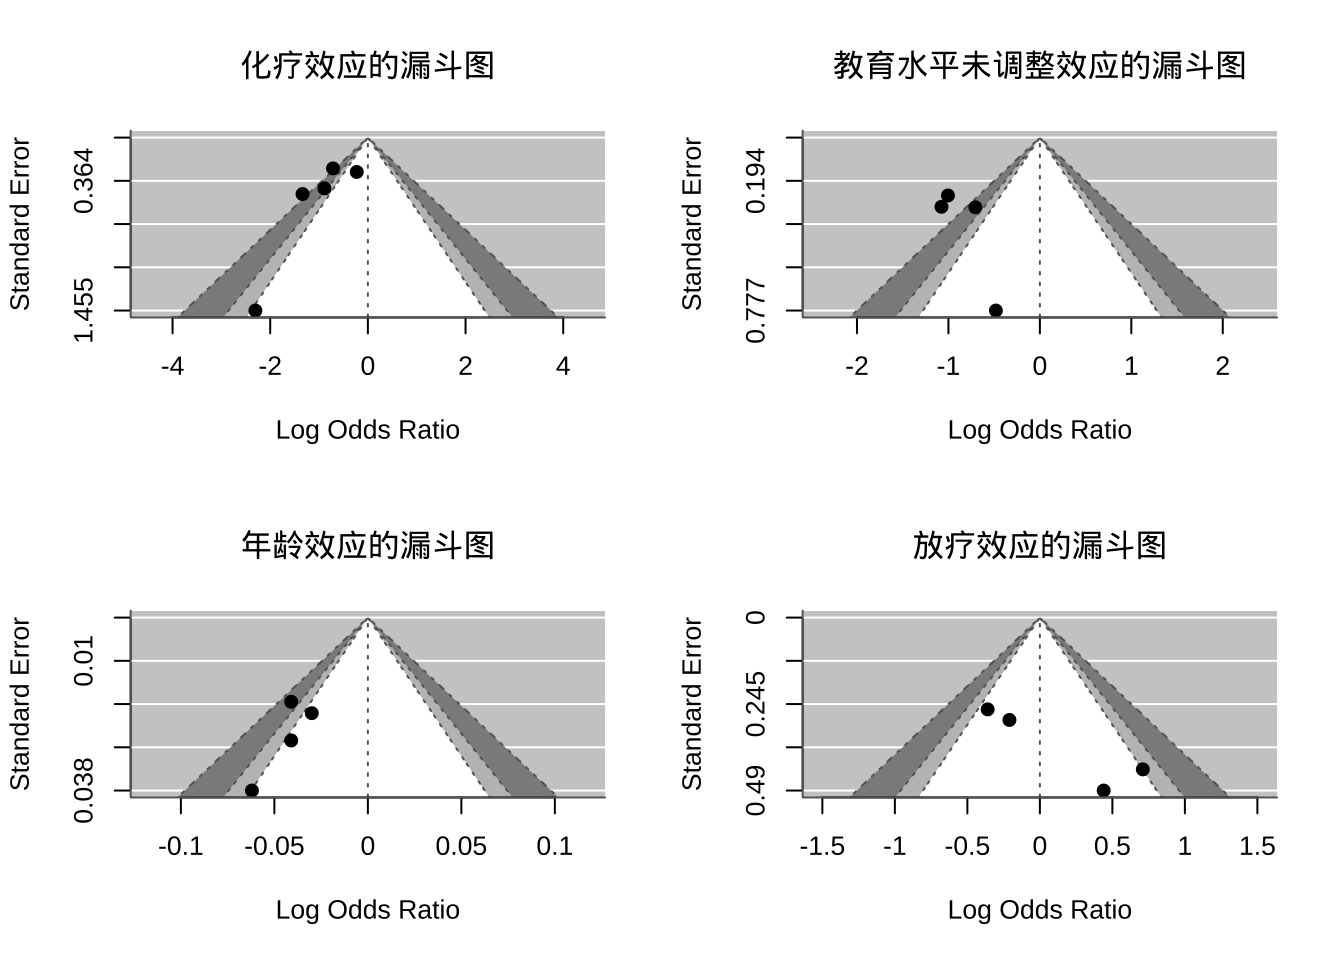 化疗效应的漏斗图
Standard Error
0.364
1.455
-4 -2 0 2 4
Log Odds Ratio
教育水平未调整效应的漏斗图
Standard Error
0.194
0.777
-2 -1 0 1 2
Log Odds Ratio
年龄效应的漏斗图
Standard Error
0.01
0.038
-0.1 -0.05 0 0.05 0.1
Log Odds Ratio
放疗效应的漏斗图
Standard Error
0
0.245
0.49
-1.5 -1 -0.5 0 0.5 1 1.5
Log Odds Ratio